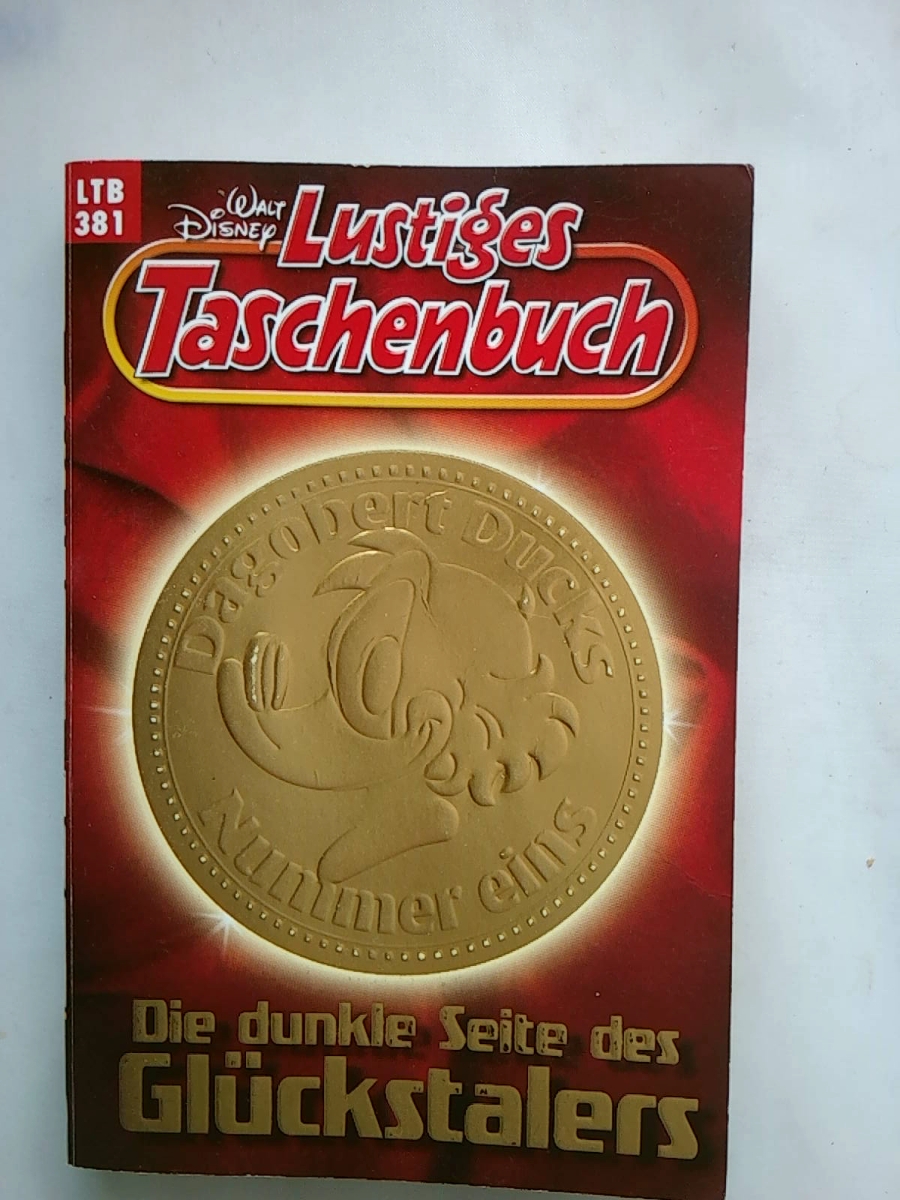 LTB
381
WALT
DISNEY
Lustiges
Taschenbuch
Dagobert Ducks
Nummer eins
Die dunkle Seite des
Glückstalers